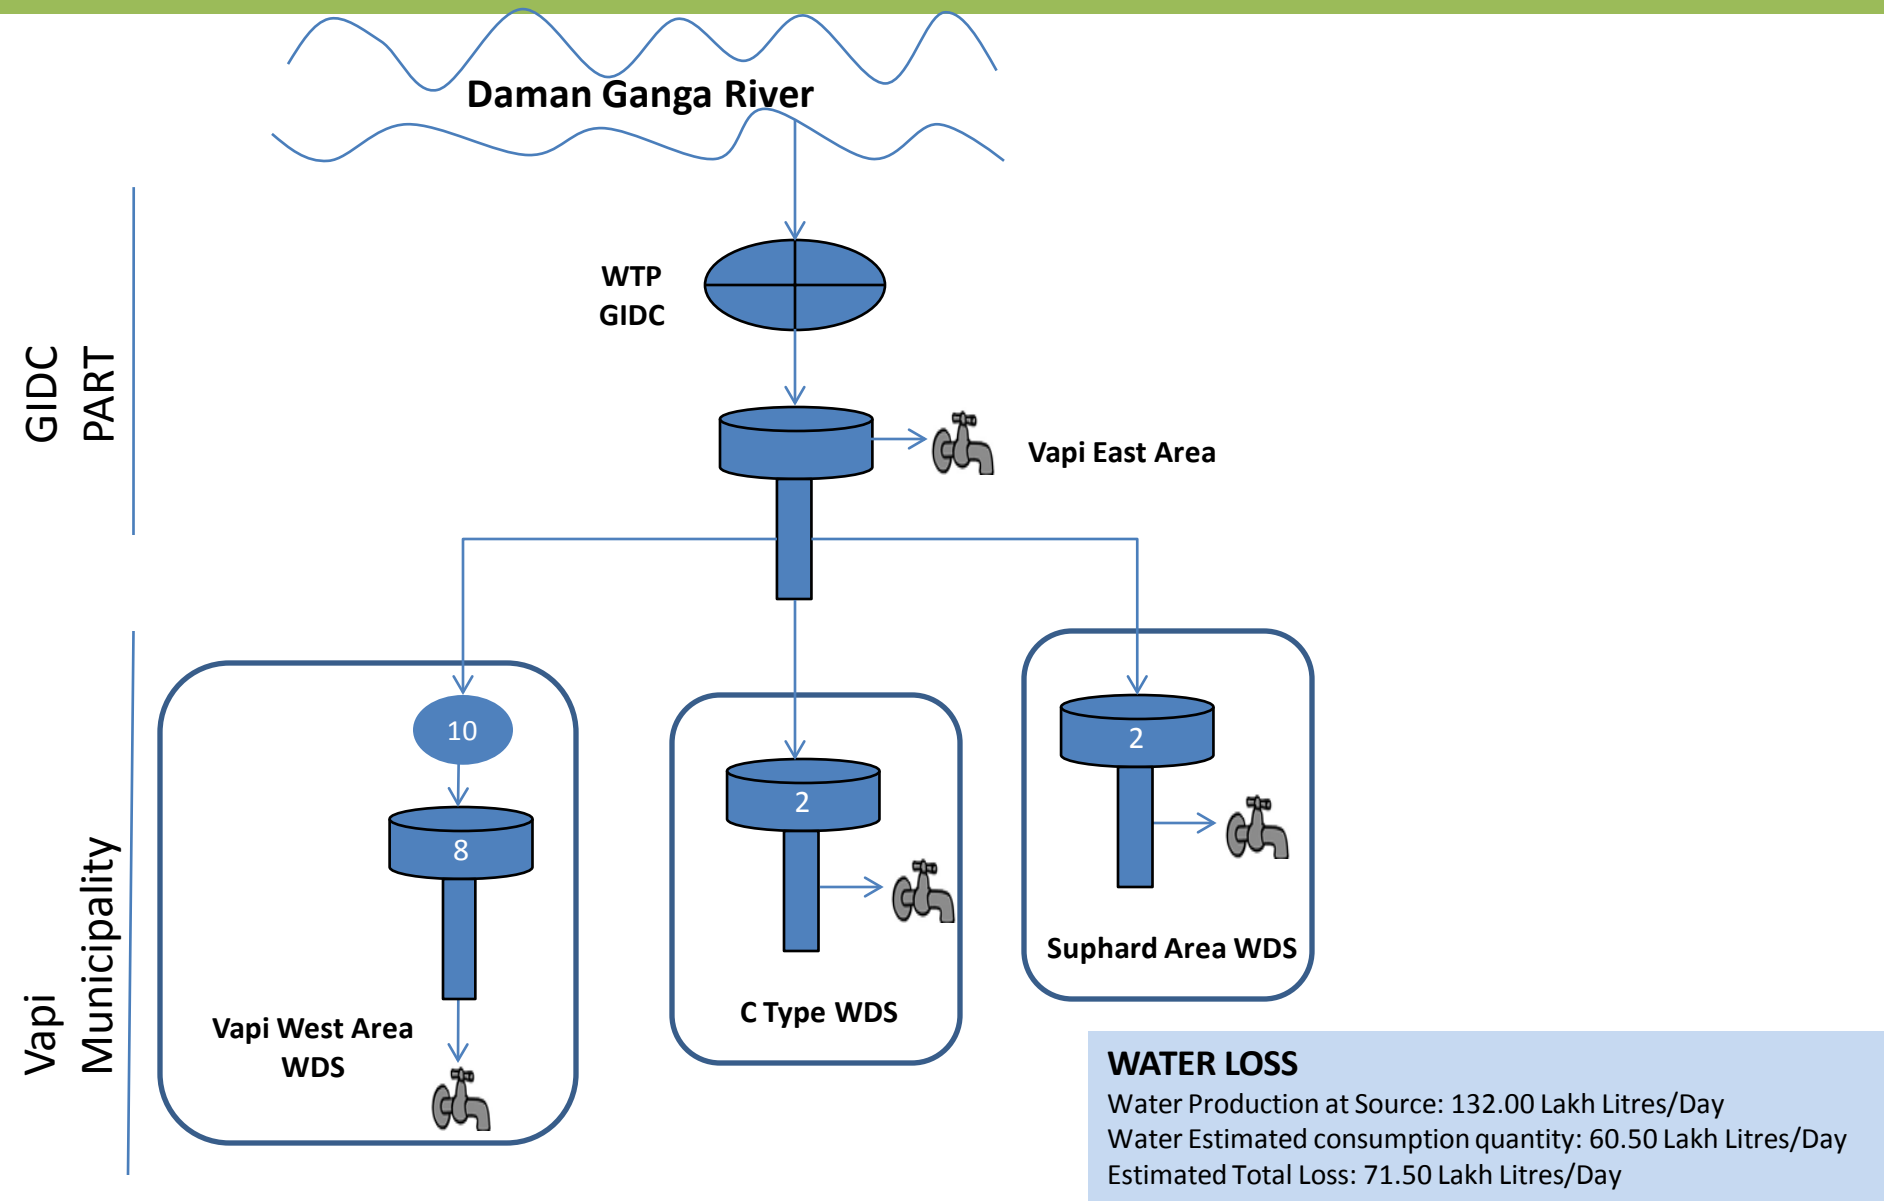 Daman Ganga River
GIDC
PART
WTP
GIDC
Vapi East Area
Vapi
Municipality
10
8
Vapi West Area
WDS
2
C Type WDS
2
Suphard Area WDS
WATER LOSS
Water Production at Source: 132.00 Lakh Litres/Day
Water Estimated consumption quantity: 60.50 Lakh Litres/Day
Estimated Total Loss: 71.50 Lakh Litres/Day